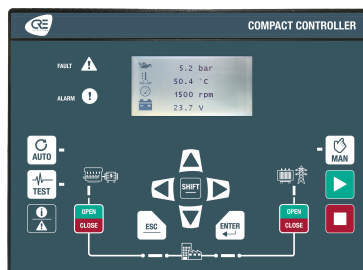 CRE
COMPACT CONTROLLER
FAULT
ALARM
5.2 bar
50.4 °C
1500 rpm
23.7 V
AUTO
MAN
TEST
SHIFT
OPEN
CLOSE
ESC
ENTER
OPEN
CLOSE